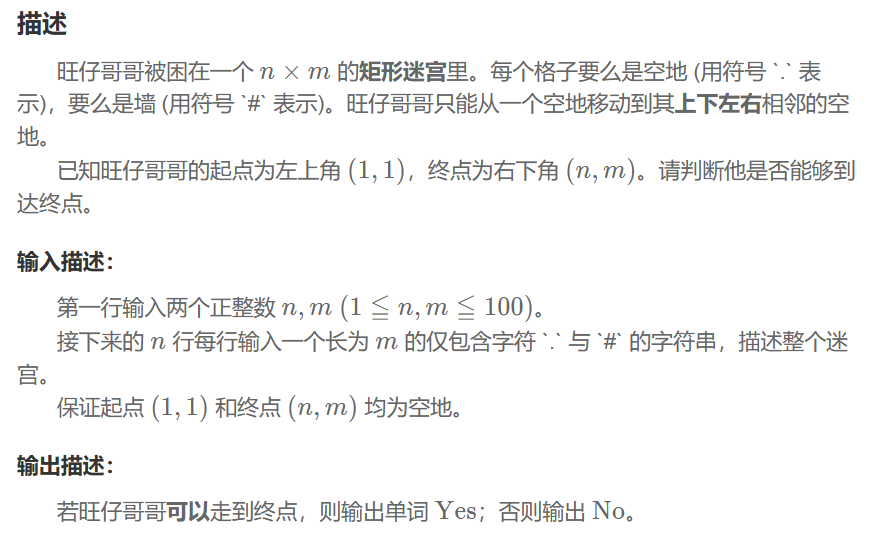 描述
旺仔哥哥被困在一个 n × m 的矩形迷宫里。每个格子要么是空地 (用符号 `.` 表
示)，要么是墙 (用符号 `#` 表示)。旺仔哥哥只能从一个空地移动到其上下左右相邻的空
地。
已知旺仔哥哥的起点为左上角 (1, 1)，终点为右下角 (n, m)。请判断他是否能够到
达终点。
输入描述：
第一行输入两个正整数 n, m (1 ≦ n, m ≦ 100)。
接下来的 n 行每行输入一个长为 m 的仅包含字符 `.` 与 `#` 的字符串，描述整个迷
宫。
保证起点 (1, 1) 和终点 (n, m) 均为空地。
输出描述：
若旺仔哥哥可以走到终点，则输出单词 Yes；否则输出 No。